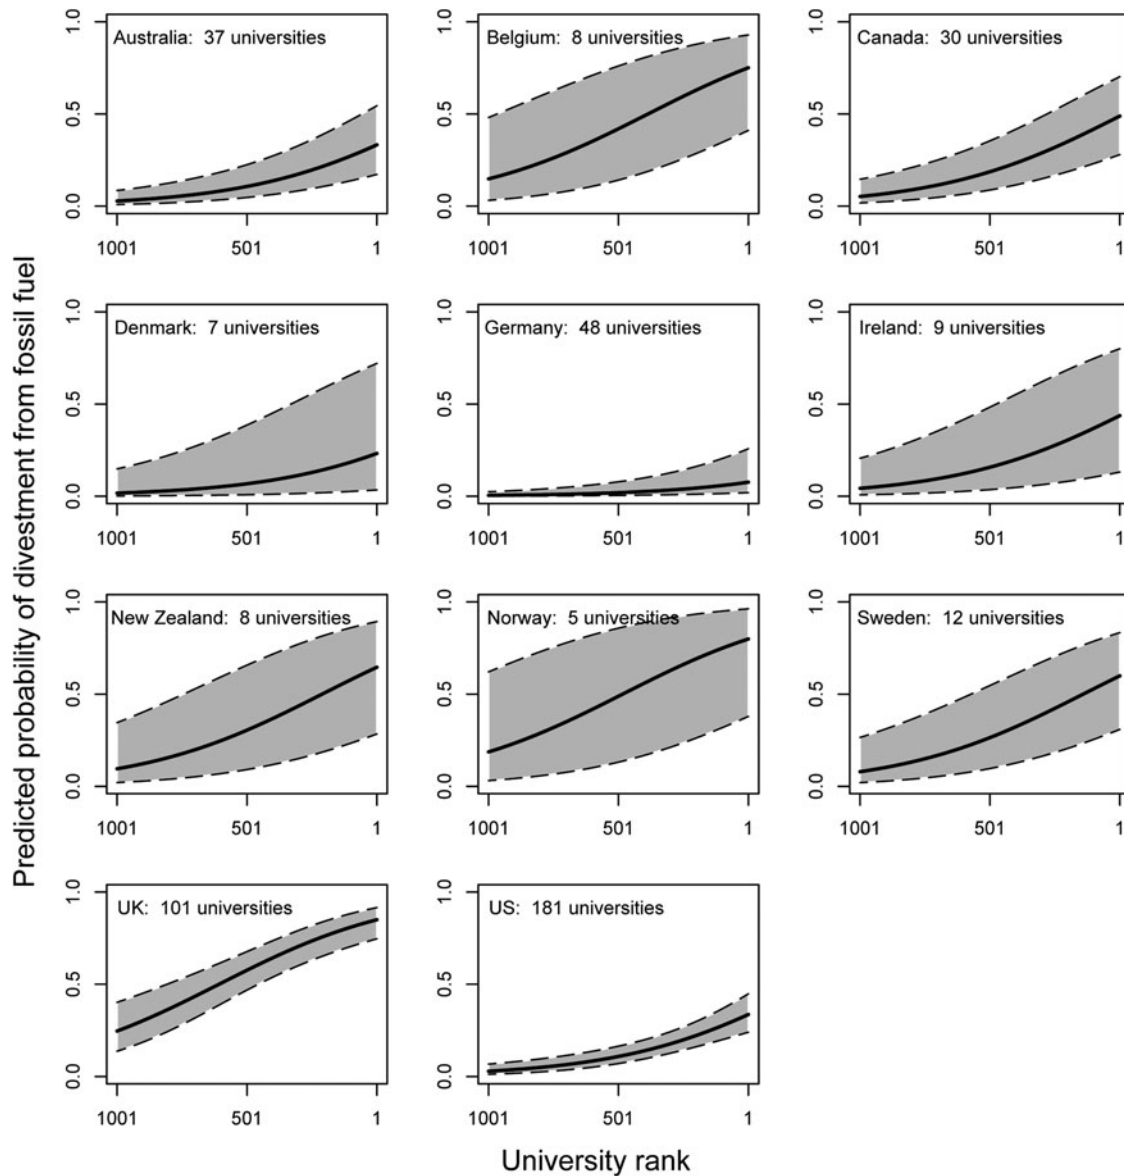 Predicted probability of divestment from fossil fuel
1.0
0.5
0.0
Australia: 37 universities
1001 501 1
1.0
0.5
0.0
Belgium: 8 universities
1001 501 1
1.0
0.5
0.0
Canada: 30 universities
1001 501 1
1.0
0.5
0.0
Denmark: 7 universities
1001 501 1
1.0
0.5
0.0
Germany: 48 universities
1001 501 1
1.0
0.5
0.0
Ireland: 9 universities
1001 501 1
1.0
0.5
0.0
New Zealand: 8 universities
1001 501 1
1.0
0.5
0.0
Norway: 5 universities
1001 501 1
1.0
0.5
0.0
Sweden: 12 universities
1001 501 1
1.0
0.5
0.0
UK: 101 universities
1001 501 1
1.0
0.5
0.0
US: 181 universities
1001 501 1
University rank